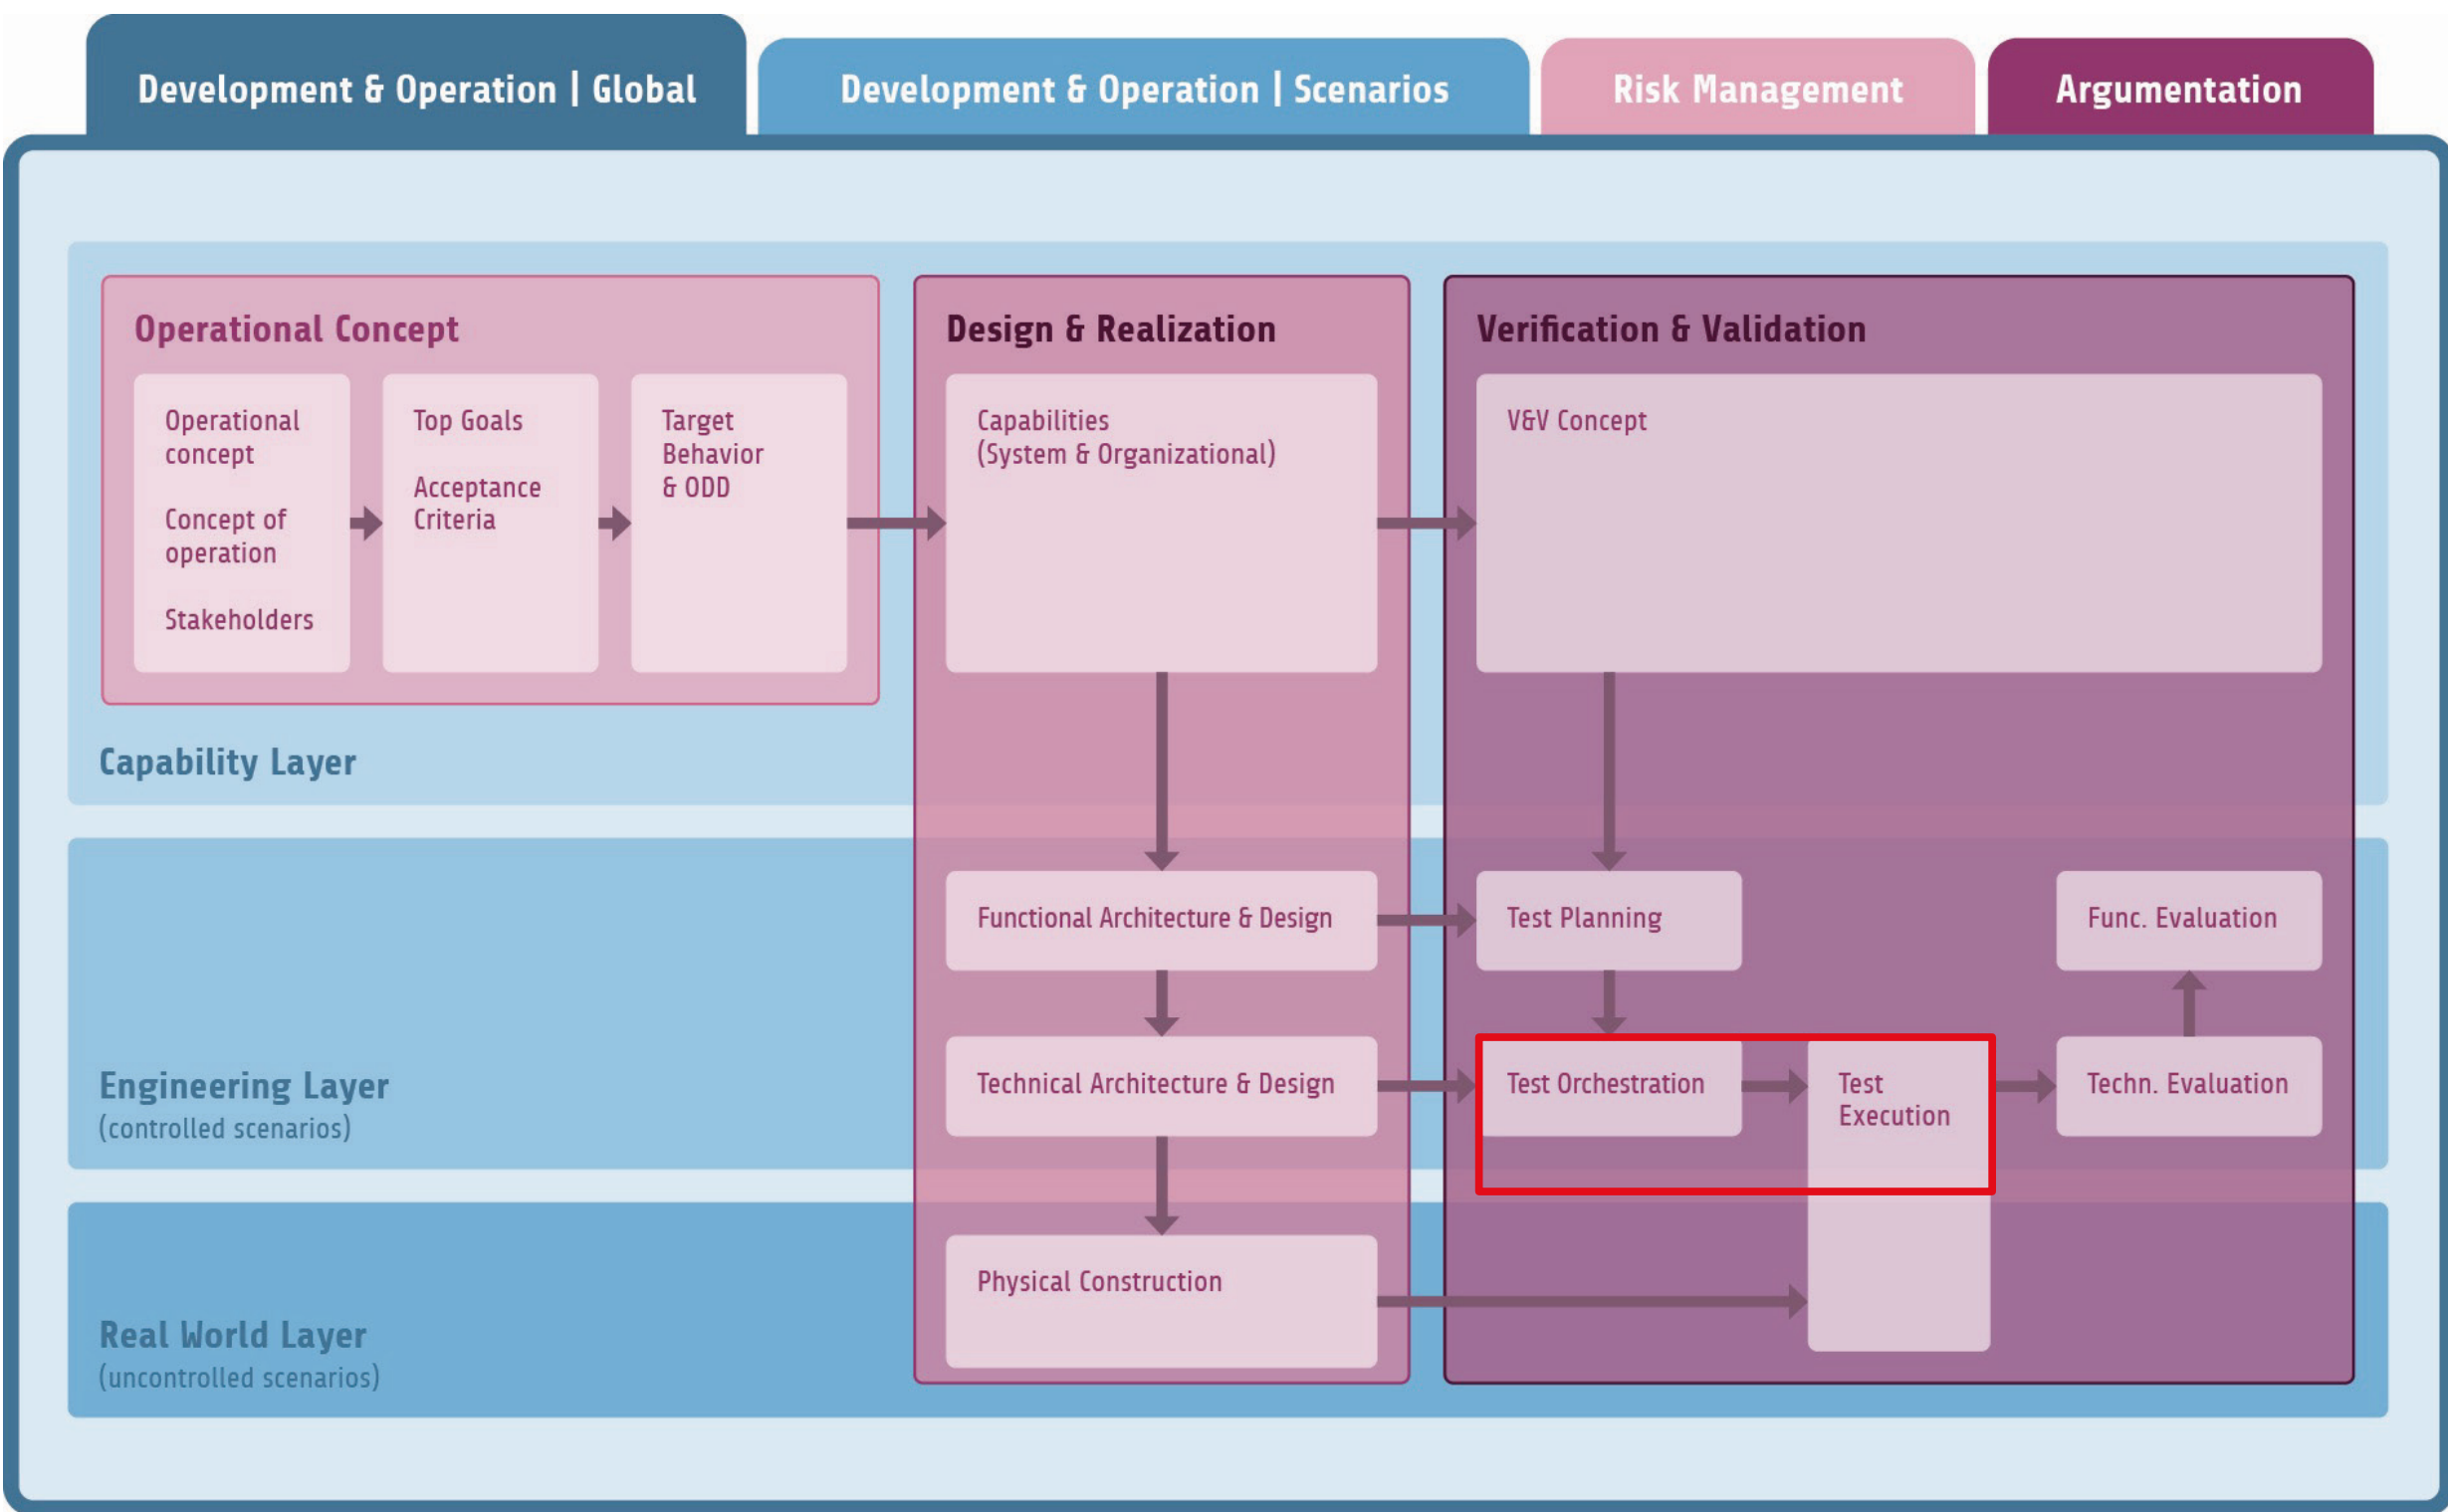 Development & Operation | Global
Development & Operation | Scenarios
Risk Management
Argumentation
Operational Concept
Operational
concept
Concept of
operation
Stakeholders
Top Goals
Acceptance
Criteria
Target
Behavior
& ODD
Design & Realization
Capabilities
(System & Organizational)
Verification & Validation
V&V Concept
Capability Layer
Functional Architecture & Design
Test Planning
Func. Evaluation
Engineering Layer
(controlled scenarios)
Technical Architecture & Design
Test Orchestration
Test
Execution
Techn. Evaluation
Real World Layer
(uncontrolled scenarios)
Physical Construction